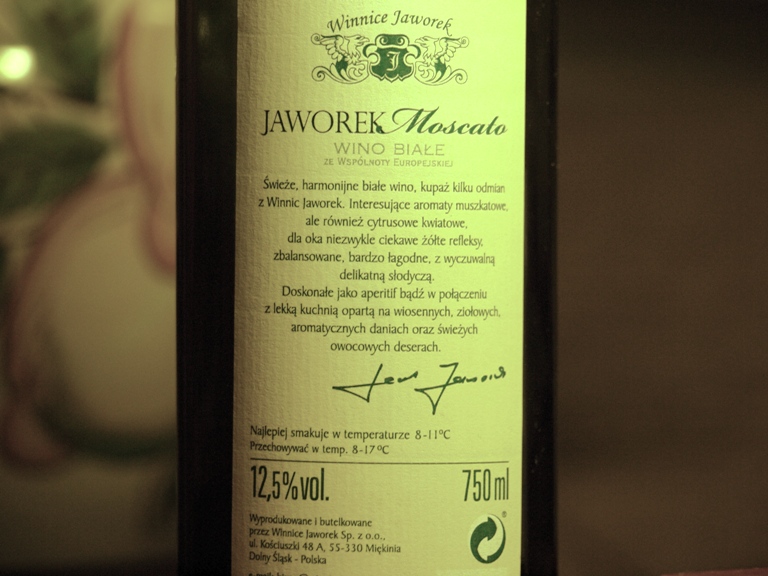 Winnice Jaworek
J
JAWOREK Moscato
WINO BIAŁE
ZE WSPÓLNOTY EUROPEJSKIEJ
Świeże, harmonijne białe wino, kupaż kilku odmian
z Winnic Jaworek. Interesujące aromaty muszkatowe,
ale również cytrusowe kwiatowe,
dla oka niezwykle ciekawe żółte refleksy,
zbalansowane, bardzo łagodne, z wyczuwalną
delikatną słodyczą.
Doskonałe jako aperitif bądź w połączeniu
z lekką kuchnią opartą na wiosennych, ziołowych,
aromatycznych daniach oraz świeżych
owocowych deserach.
Najlepiej smakuje w temperaturze 8-11°C
Przechowywać w temp. 8-17°C
12,5%vol. 750ml
Wyprodukowane i butelkowane
przez Winnice Jaworek Sp. z o.o.,
ul. Kościuszki 48 A, 55-330 Miękinia
Dolny Śląsk - Polska